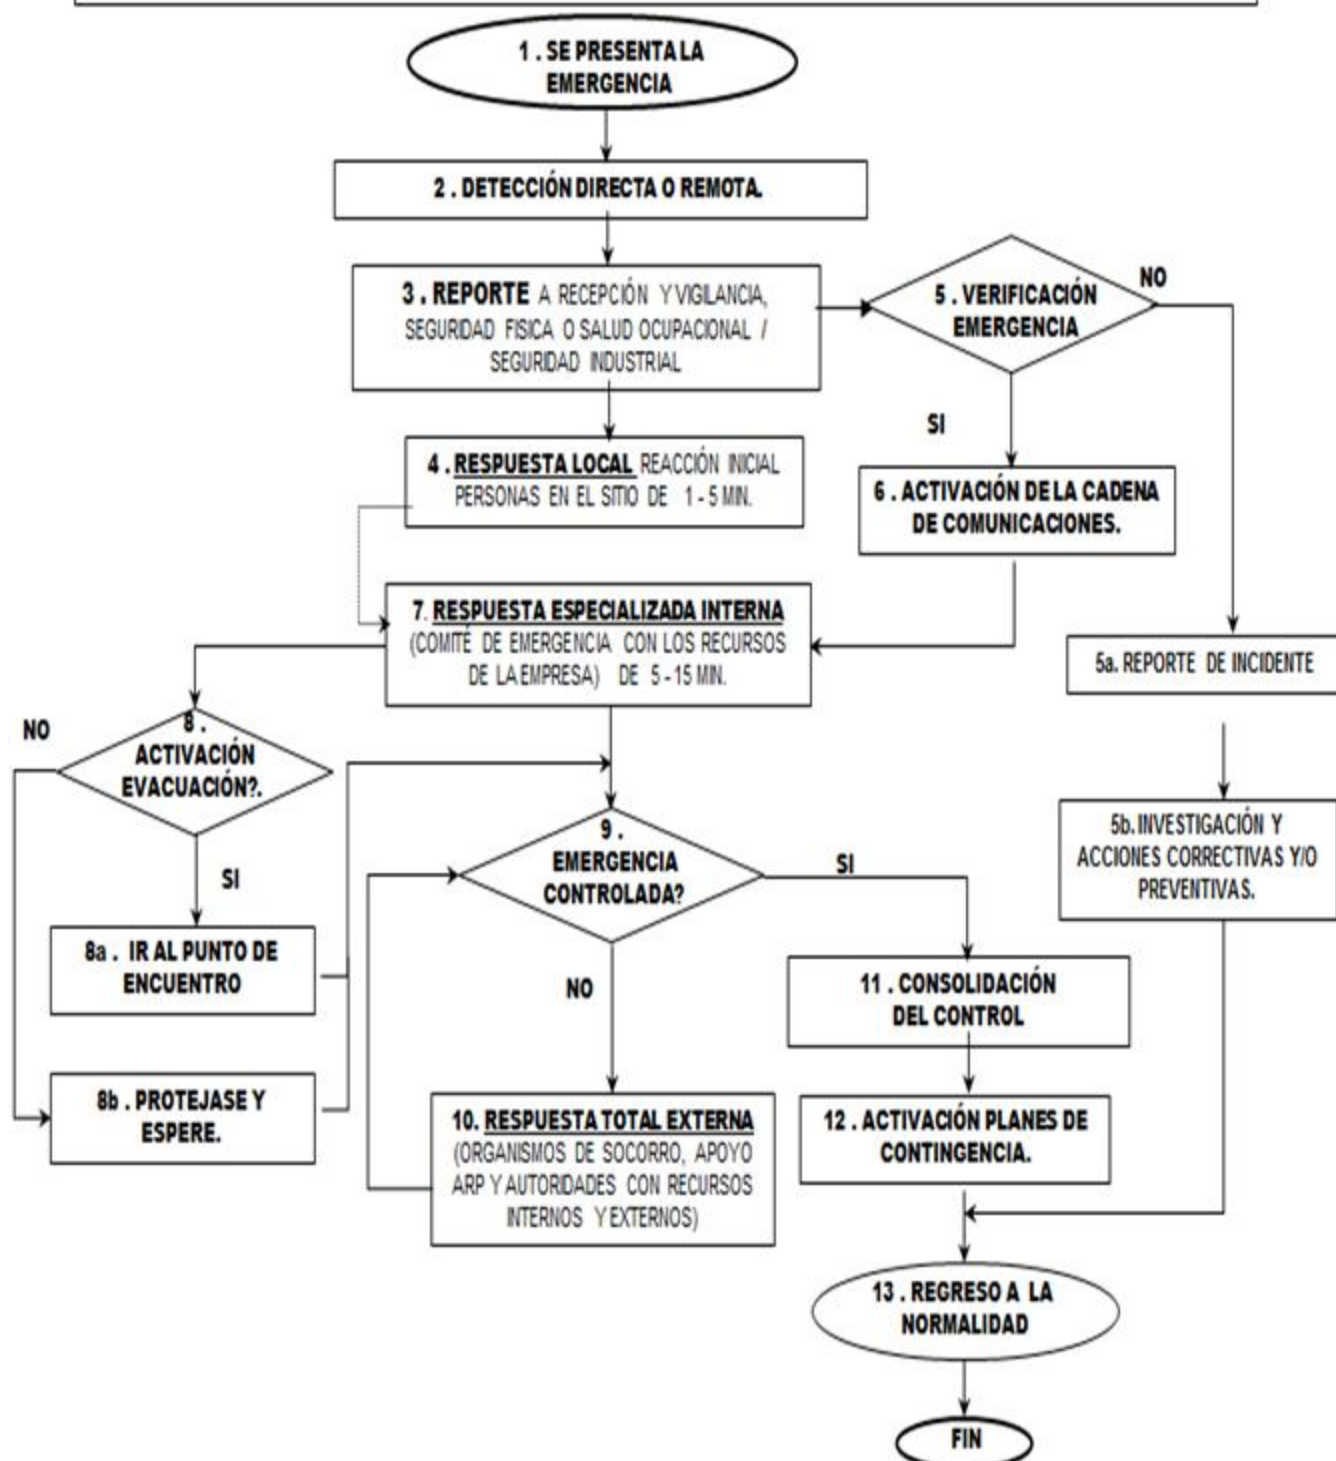 1 . SE PRESENTA LA
EMERGENCIA
2 . DETECCIÓN DIRECTA O REMOTA.
3 . REPORTE A RECEPCIÓN Y VIGILANCIA,
SEGURIDAD FISICA O SALUD OCUPACIONAL /
SEGURIDAD INDUSTRIAL
5 . VERIFICACIÓN
EMERGENCIA
NO
SI
4 . RESPUESTA LOCAL REACCIÓN INICIAL
PERSONAS EN EL SITIO DE 1 - 5 MIN.
6 . ACTIVACIÓN DE LA CADENA
DE COMUNICACIONES.
7. RESPUESTA ESPECIALIZADA INTERNA
(COMITÉ DE EMERGENCIA CON LOS RECURSOS
DE LA EMPRESA) DE 5 - 15 MIN.
5a. REPORTE DE INCIDENTE
NO
8 .
ACTIVACIÓN
EVACUACIÓN?.
SI
5b. INVESTIGACIÓN Y
ACCIONES CORRECTIVAS Y/O
PREVENTIVAS.
9 .
EMERGENCIA
CONTROLADA?
SI
NO
8a . IR AL PUNTO DE
ENCUENTRO
11 . CONSOLIDACIÓN
DEL CONTROL
8b . PROTEJASE Y
ESPERE.
10. RESPUESTA TOTAL EXTERNA
(ORGANISMOS DE SOCORRO, APOYO
ARP Y AUTORIDADES CON RECURSOS
INTERNOS Y EXTERNOS)
12 . ACTIVACIÓN PLANES DE
CONTINGENCIA.
13 . REGRESO A LA
NORMALIDAD
FIN